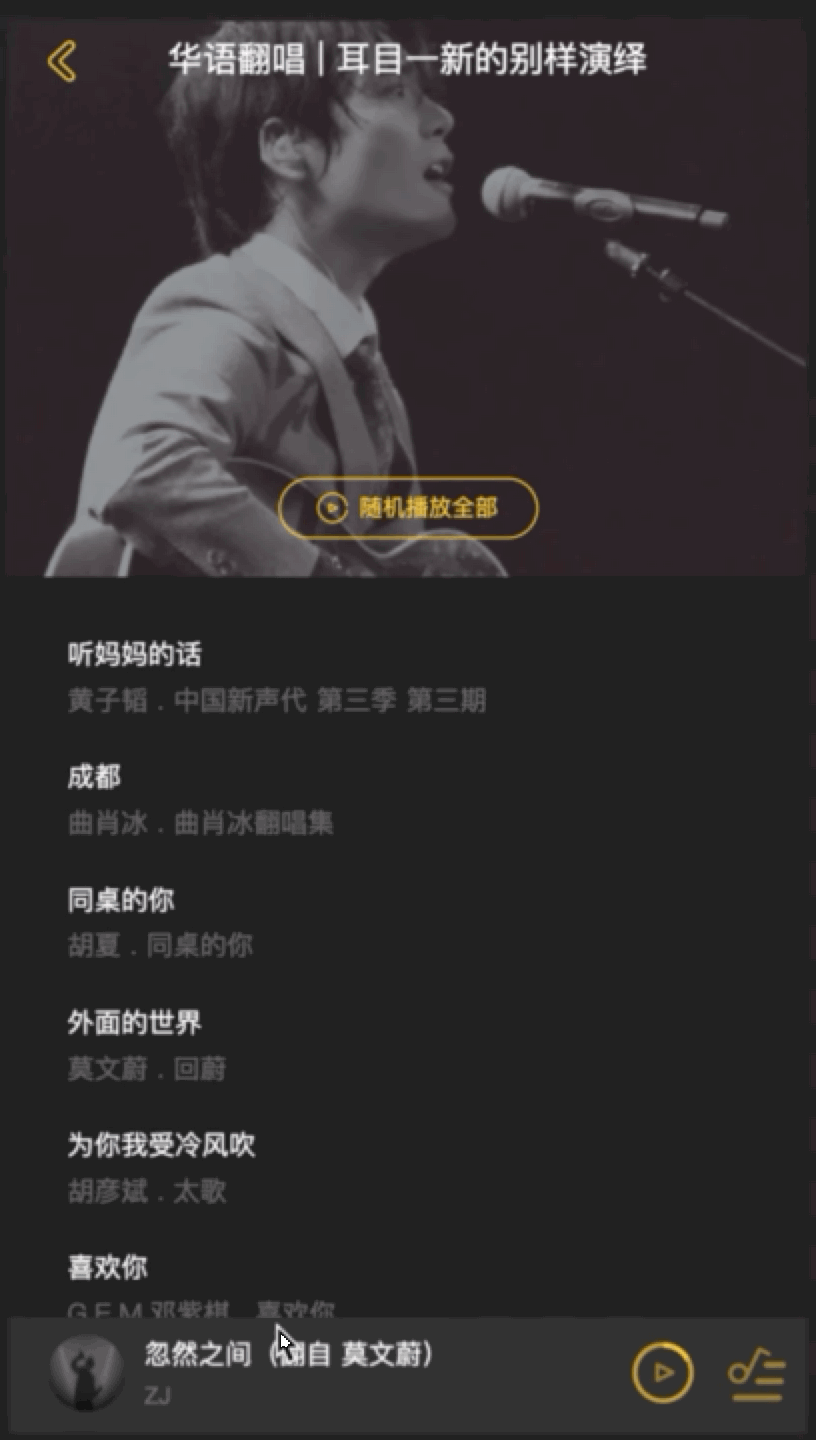 华语翻唱 | 耳目一新的别样演绎
随机播放全部
听妈妈的话
黄子韬 . 中国新声代 第三季 第三期
成都
曲肖冰 . 曲肖冰翻唱集
同桌的你
胡夏 . 同桌的你
外面的世界
莫文蔚 . 回蔚
为你我受冷风吹
胡彦斌 . 太歌
喜欢你
G.E.M.邓紫棋 . 喜欢你
忽然之间（翻自 莫文蔚）
ZJ